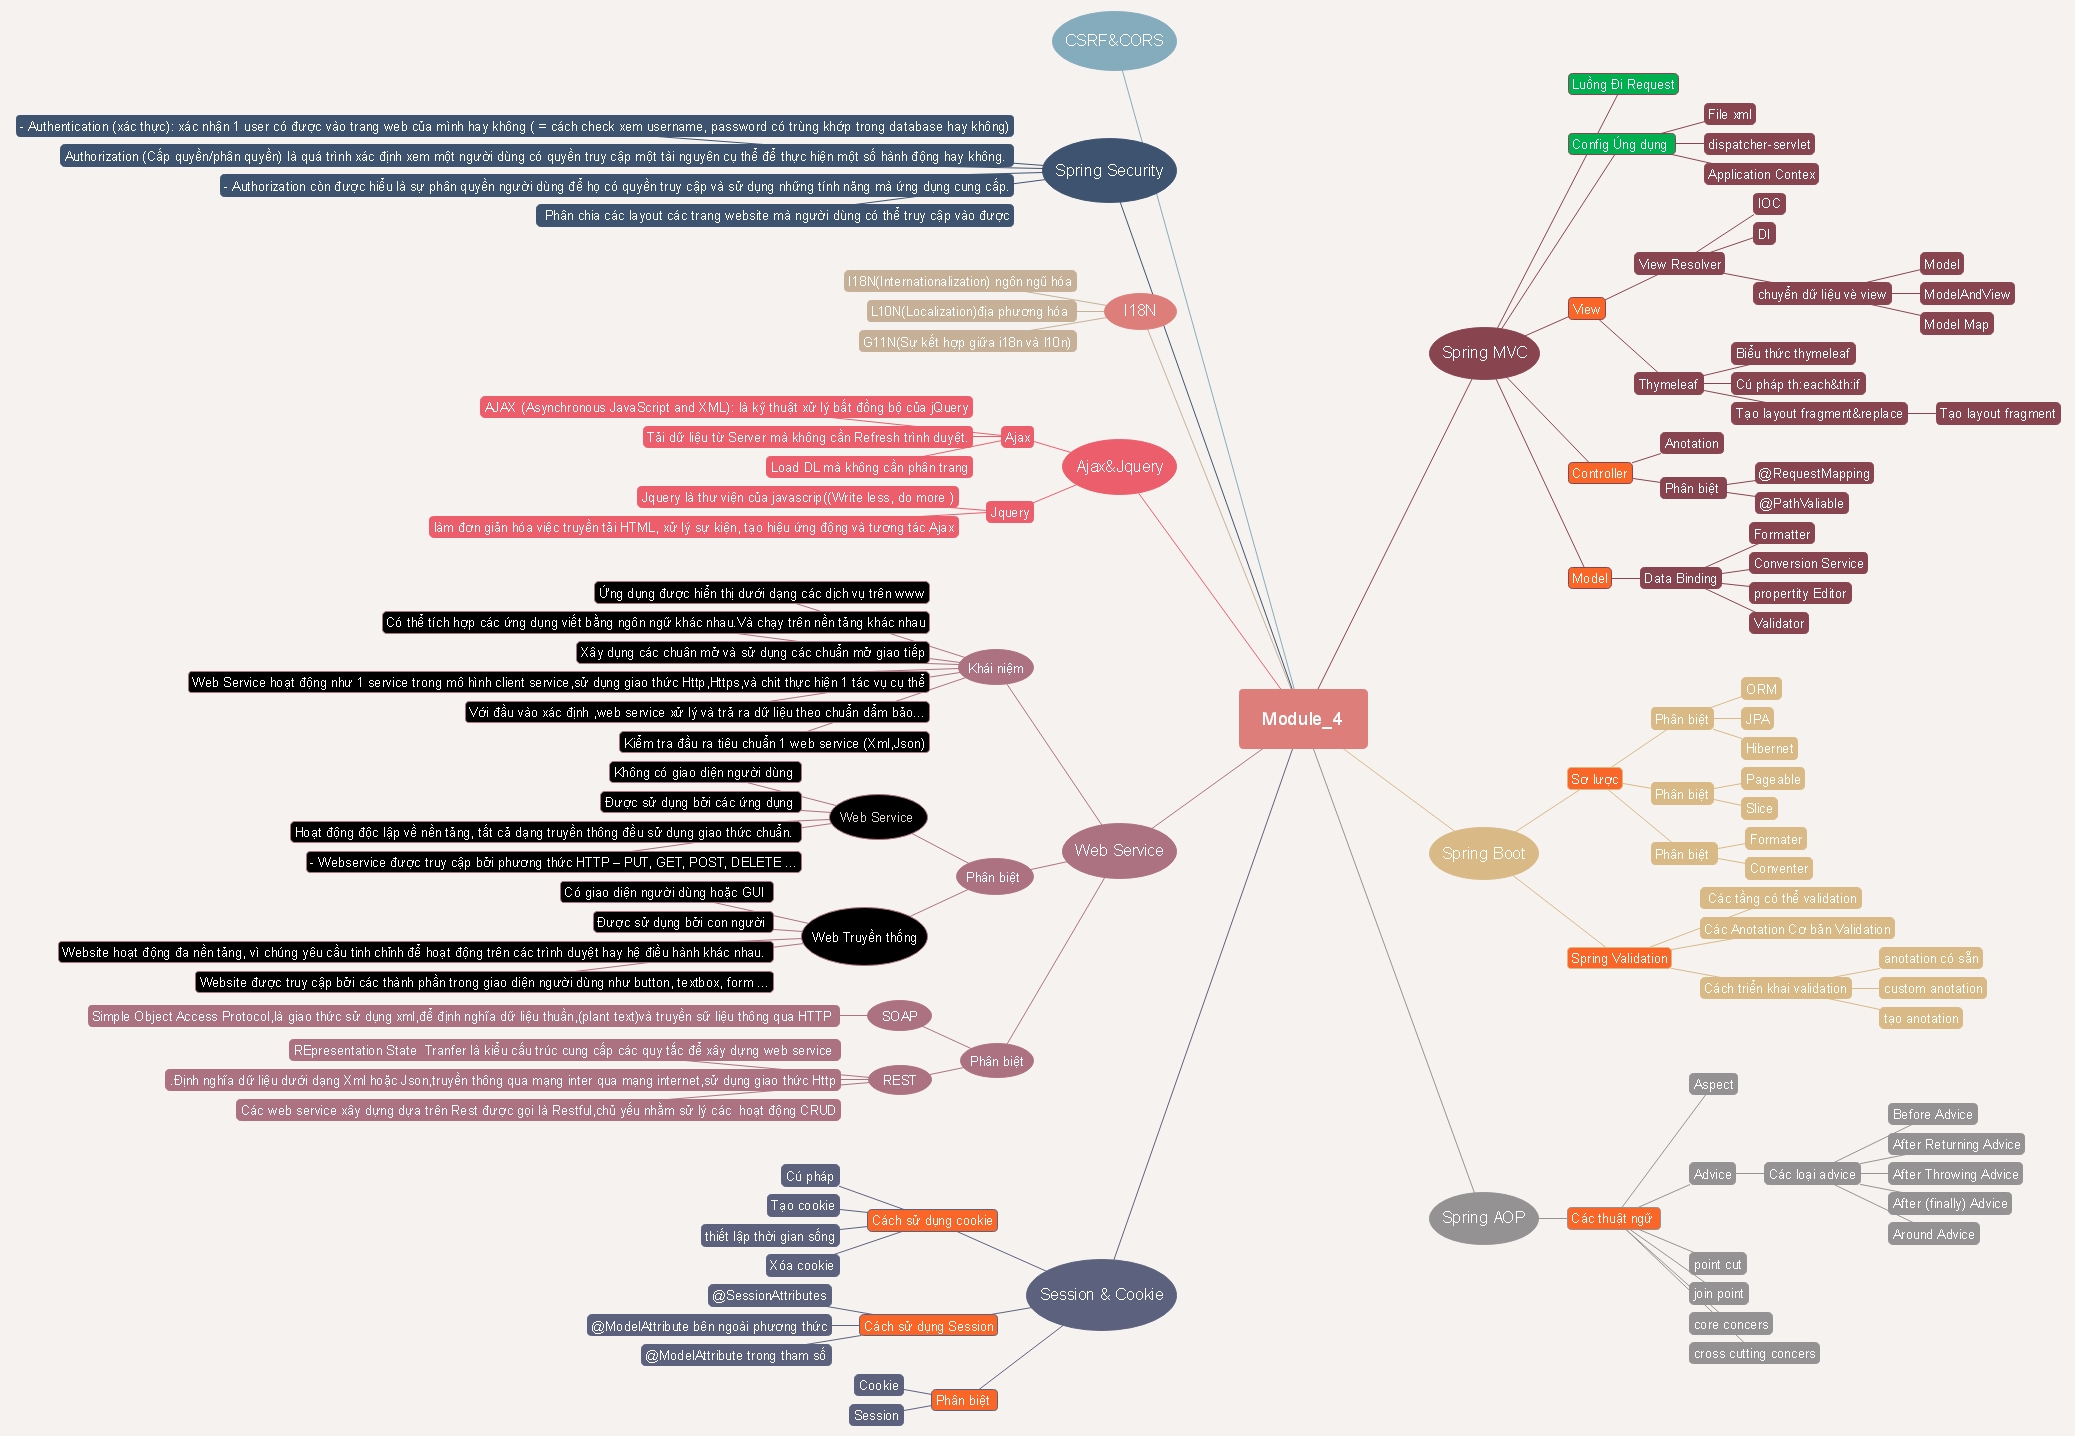 Module_4
CSRF&CORS
Spring Security
- Authentication (xác thực): xác nhận 1 user có được vào trang web của mình hay không ( = cách check xem username, password có trùng khớp trong database hay không)
Authorization (Cấp quyền/phân quyền) là quá trình xác định xem một người dùng có quyền truy cập một tài nguyên cụ thể để thực hiện một số hành động hay không.
- Authorization còn được hiểu là sự phân quyền người dùng để họ có quyền truy cập và sử dụng những tính năng mà ứng dụng cung cấp.
Phân chia các layout các trang website mà người dùng có thể truy cập vào được
I18N
I18N(Internationalization) ngôn ngũ hóa
L10N(Localization)địa phương hóa
G11N(Sự kết hợp giữa i18n và l10n)
Ajax&Jquery
Ajax
AJAX (Asynchronous JavaScript and XML): là kỹ thuật xử lý bất đồng bộ của jQuery
Tải dữ liệu từ Server mà không cần Refresh trình duyệt.
Load DL mà không cần phân trang
Jquery
Jquery là thư viện của javascrip((Write less, do more )
làm đơn giản hóa việc truyền tải HTML, xử lý sự kiện, tạo hiệu ứng động và tương tác Ajax
Web Service
Khái niệm
Ứng dụng được hiển thị dưới dạng các dịch vụ trên www
Có thể tích hợp các ứng dụng viết bằng ngôn ngữ khác nhau.Và chạy trên nền tảng khác nhau
Xây dụng các chuân mở và sử dụng các chuẩn mở giao tiếp
Web Service hoạt động như 1 service trong mô hình client service,sử dụng giao thức Http,Https,và chit thực hiện 1 tác vụ cụ thể
Với đầu vào xác định ,web service xử lý và trả ra dữ liệu theo chuẩn dẩm bảo...
Kiểm tra đầu ra tiêu chuẩn 1 web service (Xml,Json)
Phân biệt
Web Service
Không có giao diện người dùng
Được sử dụng bởi các ứng dụng
Hoạt động độc lập về nền tảng, tất cả dạng truyền thông đều sử dụng giao thức chuẩn.
- Webservice được truy cập bởi phương thức HTTP – PUT, GET, POST, DELETE ...
Web Truyền thống
Có giao diện người dùng hoặc GUI
Được sử dụng bởi con người
Website hoạt động đa nền tảng, vì chúng yêu cầu tinh chỉnh để hoạt động trên các trình duyệt hay hệ điều hành khác nhau.
Website được truy cập bởi các thành phần trong giao diện người dùng như button, textbox, form ...
Phân biệt
SOAP
Simple Object Access Protocol,là giao thức sử dụng xml,để định nghĩa dữ liệu thuần,(plant text)và truyền sữ liệu thông qua HTTP
REST
REpresentation State  Tranfer là kiểu cấu trúc cung cấp các quy tắc để xây dựng web service
.Định nghĩa dữ liệu dưới dạng Xml hoặc Json,truyền thông qua mạng inter qua mạng internet,sử dụng giao thức Http
Các web service xây dựng dựa trên Rest được gọi là Restful,chủ yếu nhằm sử lý các  hoạt động CRUD
Session & Cookie
Cách sử dụng cookie
Cú pháp
Tạo cookie
thiết lập thời gian sống
Xóa cookie
Cách sử dụng Session
@SessionAttributes
@ModelAttribute bên ngoài phương thức
@ModelAttribute trong tham số
Phân biệt
Cookie
Session
Spring MVC
Luồng Đi Request
Config Ứng dụng
File xml
dispatcher-servlet
Application Contex
View
View Resolver
IOC
DI
chuyển dữ liệu vè view
Model
ModelAndView
Model Map
Thymeleaf
Biểu thức thymeleaf
Cú pháp th:each&th:if
Tạo layout fragment&replace
Tạo layout fragment
Controller
Anotation
Phân biệt
@RequestMapping
@PathValiable
Model
Data Binding
Formatter
Conversion Service
propertity Editor
Validator
Spring Boot
Sơ lược
Phân biệt
ORM
JPA
Hibernet
Phân biệt
Pageable
Slice
Phân biệt
Formater
Conventer
Spring Validation
Các tầng có thể validation
Các Anotation Cơ bản Validation
Cách triển khai validation
anotation có sẵn
custom anotation
tạo anotation
Spring AOP
Các thuật ngữ
Aspect
Advice
Các loại advice
Before Advice
After Returning Advice
After Throwing Advice
After (finally) Advice
Around Advice
point cut
join point
core concers
cross cutting concers